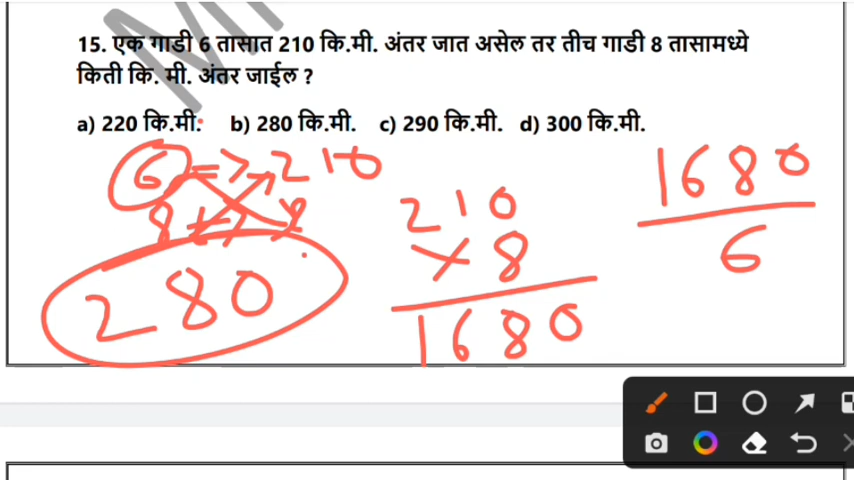 15. एक गाडी 6 तासात 210 कि.मी. अंतर जात असेल तर तीच गाडी 8 तासामध्ये
किती कि. मी. अंतर जाईल ?
a) 220 कि.मी. b) 280 कि.मी. c) 290 कि.मी. d) 300 कि.मी.
6 => 210
8 => x
280
210
× 8
1680
1680
6